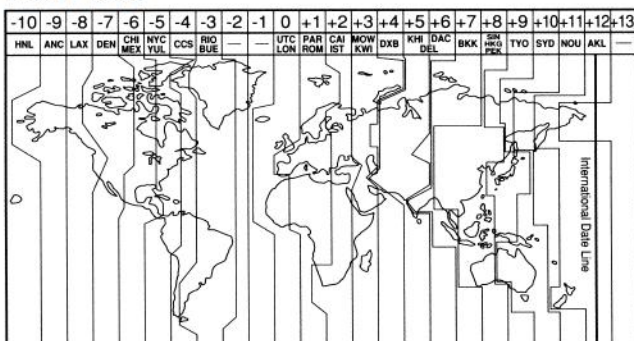 -10 -9 -8 -7 -6 -5 -4 -3 -2 -1 0 +1 +2 +3 +4 +5 +6 +7 +8 +9 +10 +11 +12 +13
HNL ANC LAX DEN CHI MEX NYC YUL CCS RIO BUE — — UTC LON PAR ROM CAI IST MOW KWI DXB KHI DEL DAC BKK SIN HKG PEK TYO SYD NOU AKL —
International Date Line